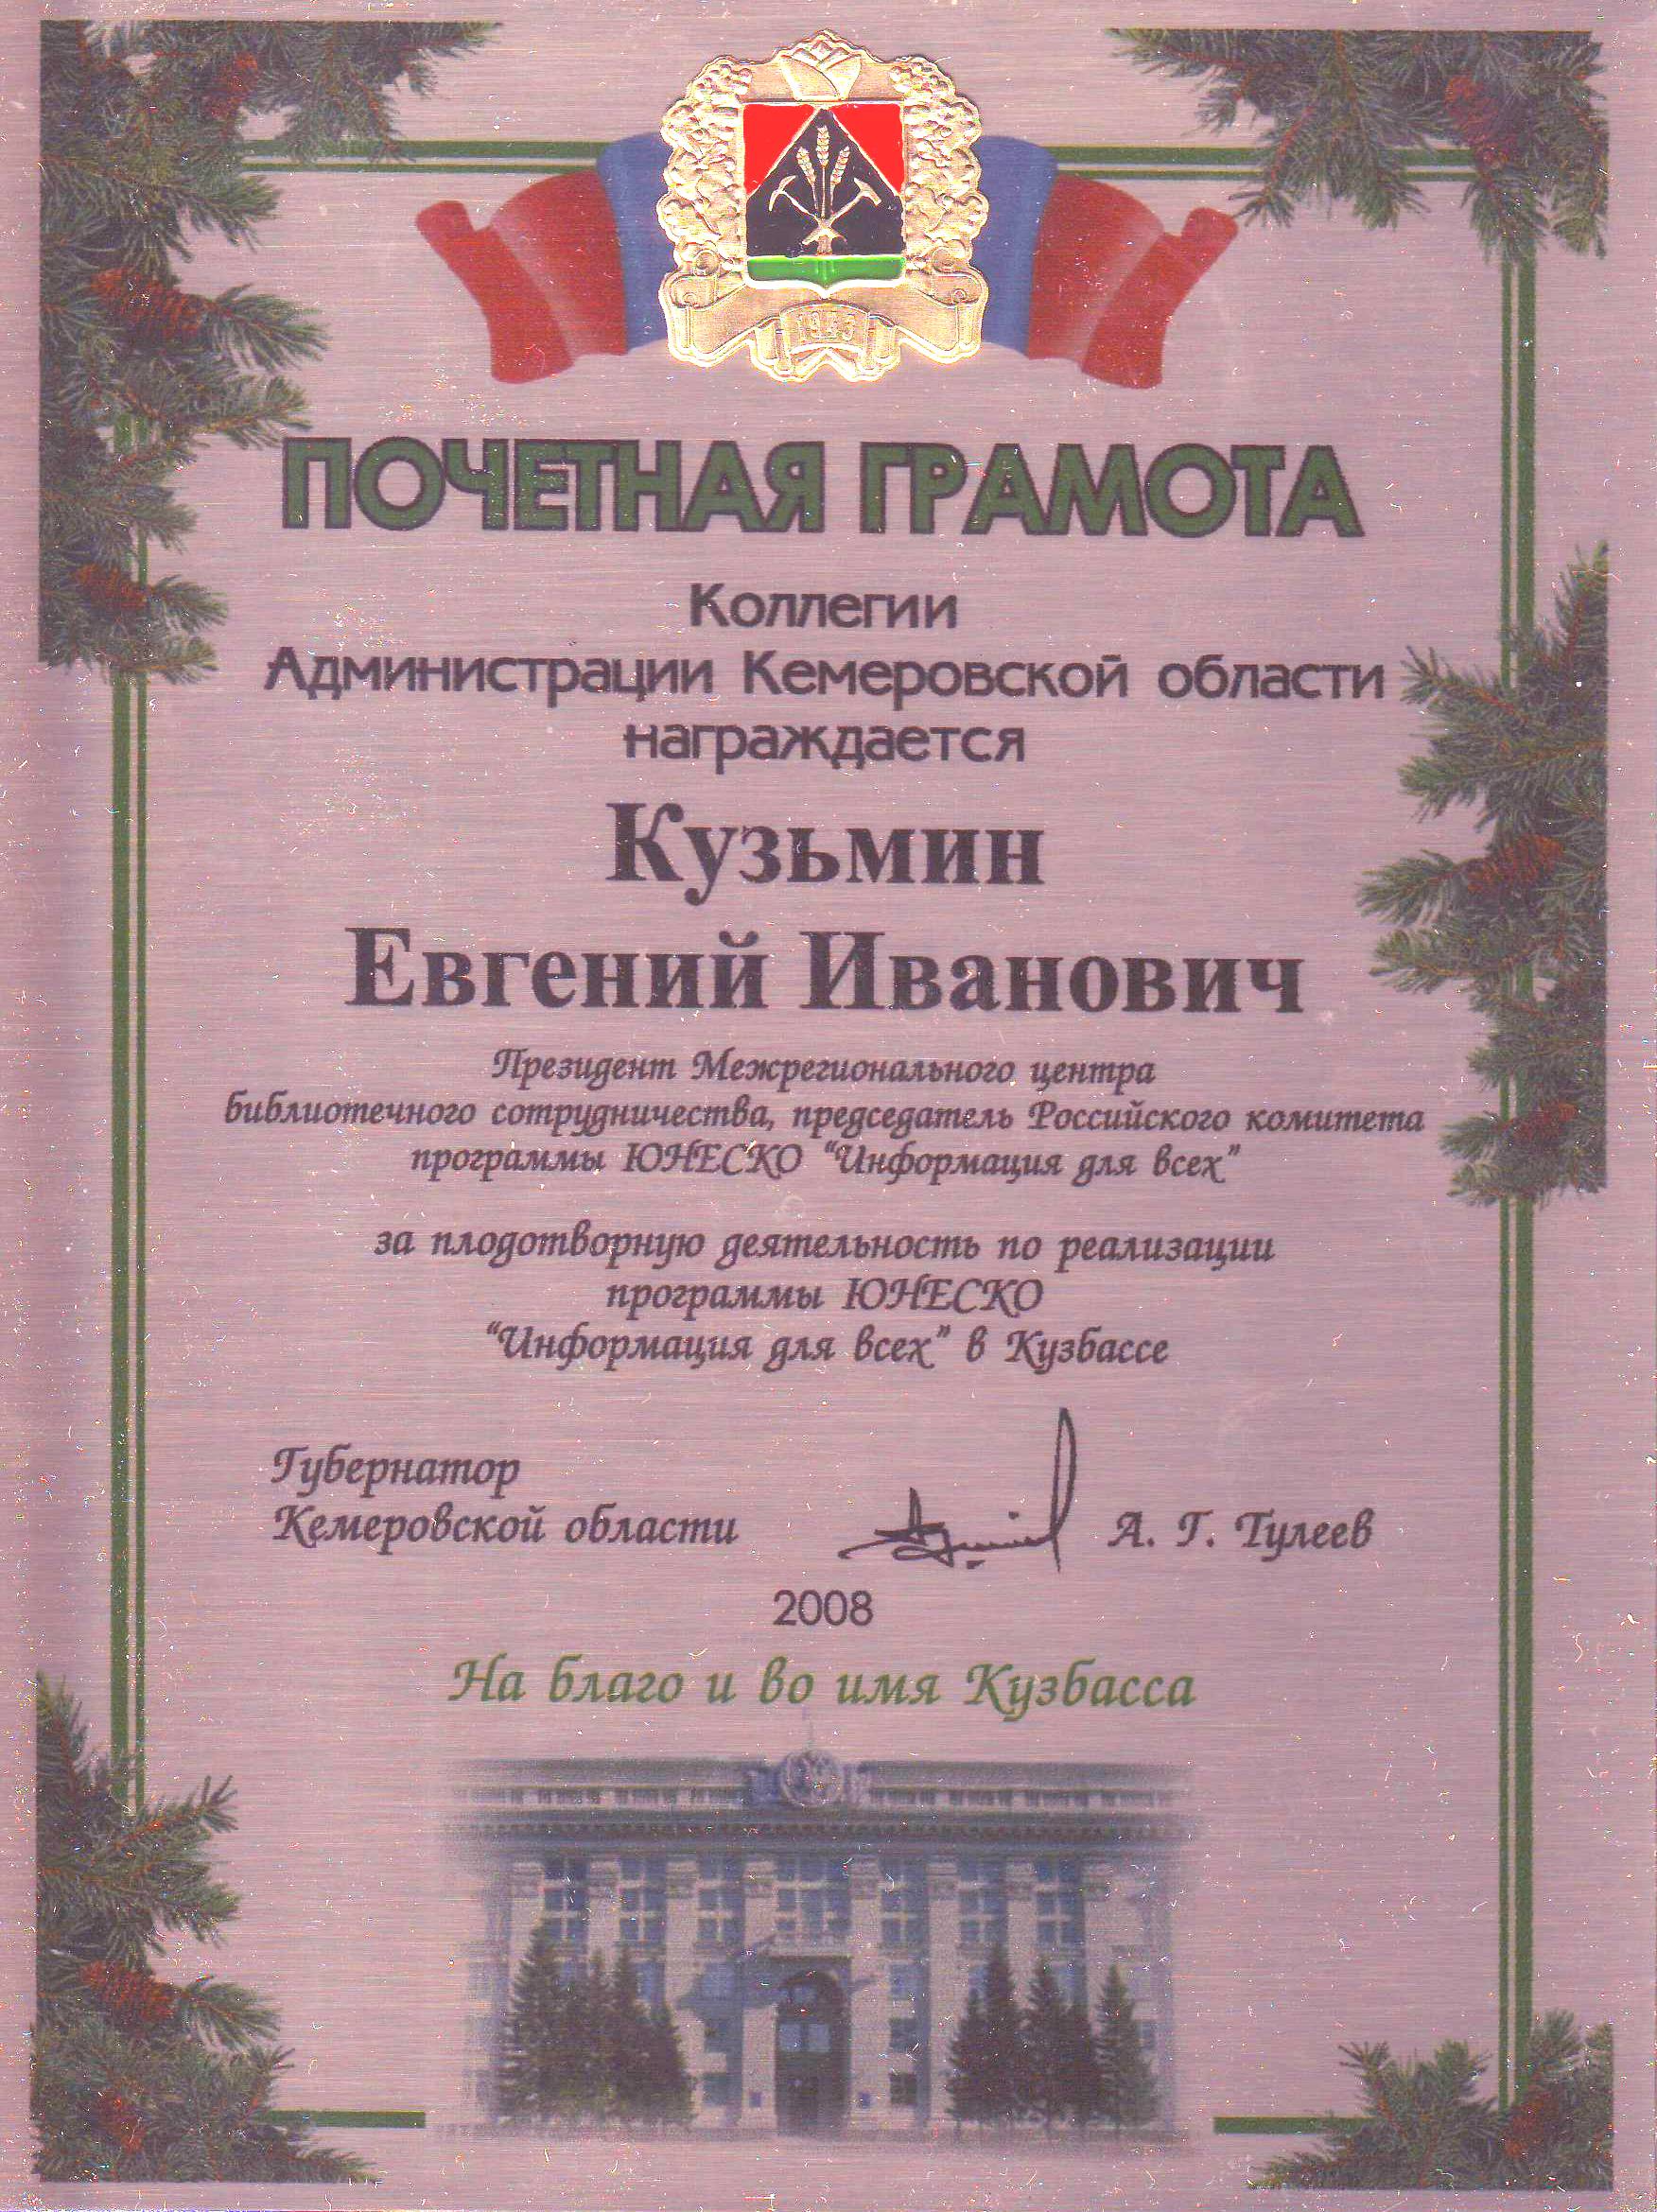 1943
ПОЧЕТНАЯ ГРАМОТА
Коллегии
Администрации Кемеровской области
награждается
Кузьмин
Евгений Иванович
Президент Межрегионального центра
библиотечного сотрудничества, председатель Российского комитета
программы ЮНЕСКО “Информация для всех”
за плодотворную деятельность по реализации
программы ЮНЕСКО
“Информация для всех” в Кузбассе
Губернатор
Кемеровской области
А. Г. Тулеев
2008
На благо и во имя Кузбасса